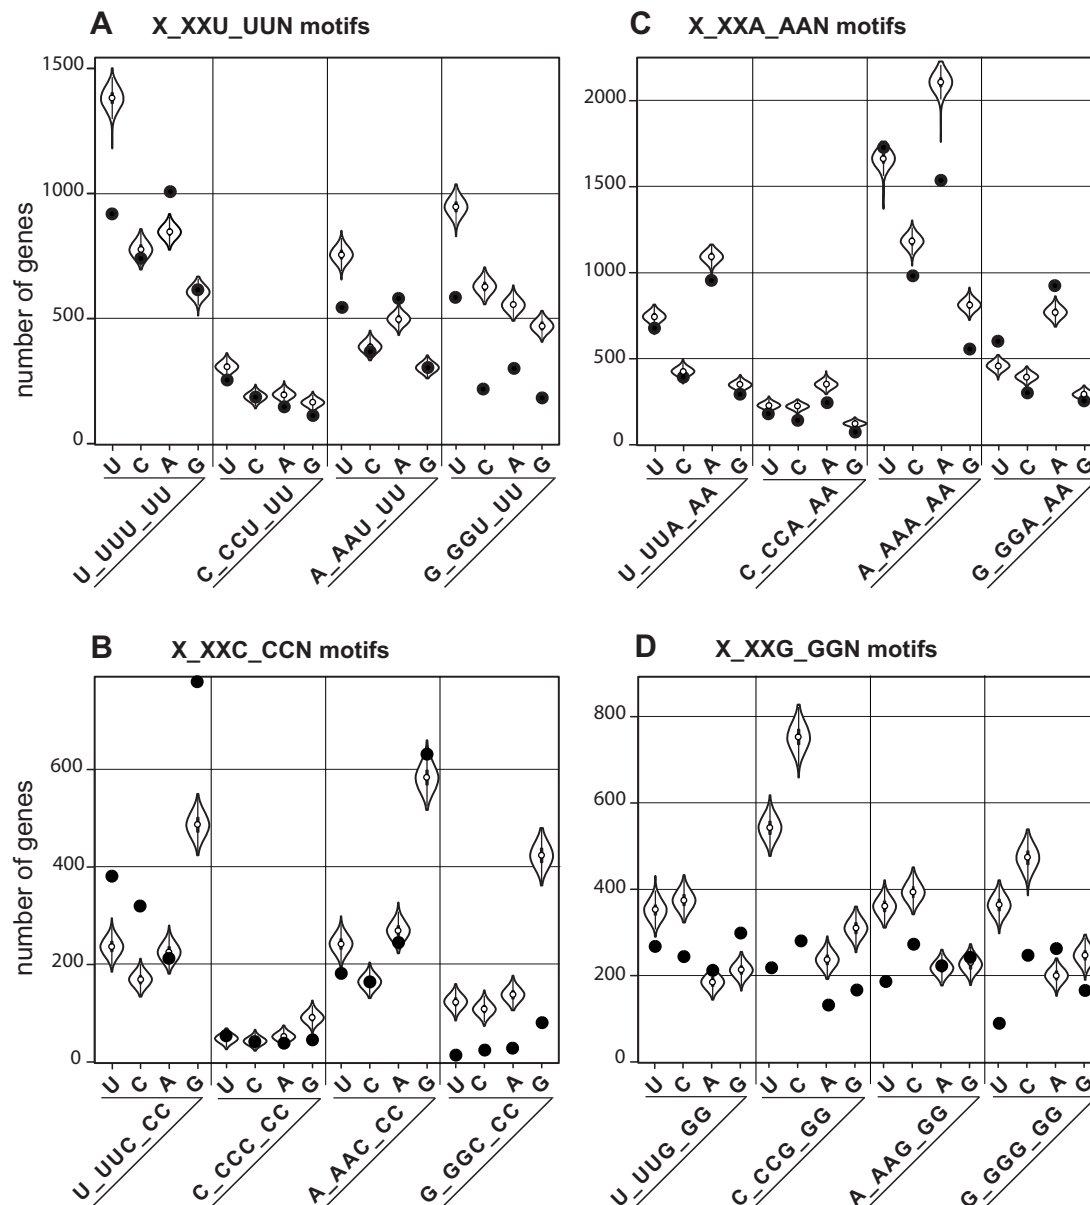 A X_XXU_UUN motifs
number of genes
1500
1000
500
0
U C A G U C A G U C A G U C A G
U_UUU_UU C_CCU_UU A_AAU_UU G_GGU_UU
C X_XXA_AAN motifs
2000
1500
1000
500
0
U C A G U C A G U C A G U C A G
U_UUA_AA C_CCA_AA A_AAA_AA G_GGA_AA
B X_XXC_CCN motifs
number of genes
600
400
200
0
U C A G U C A G U C A G U C A G
U_UUC_CC C_CCC_CC A_AAC_CC G_GGC_CC
D X_XXG_GGN motifs
800
600
400
200
0
U C A G U C A G U C A G U C A G
U_UUG_GG C_CCG_GG A_AAG_GG G_GGG_GG